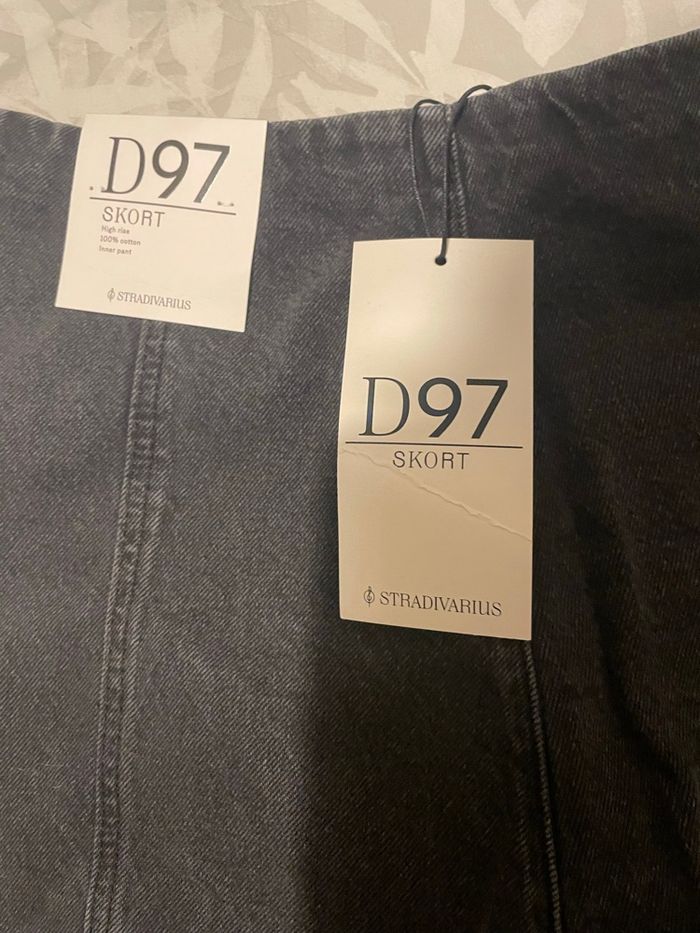 D97
SKORT
High rise
100% cotton
Inner pant
STRADIVARIUS
D97
SKORT
STRADIVARIUS